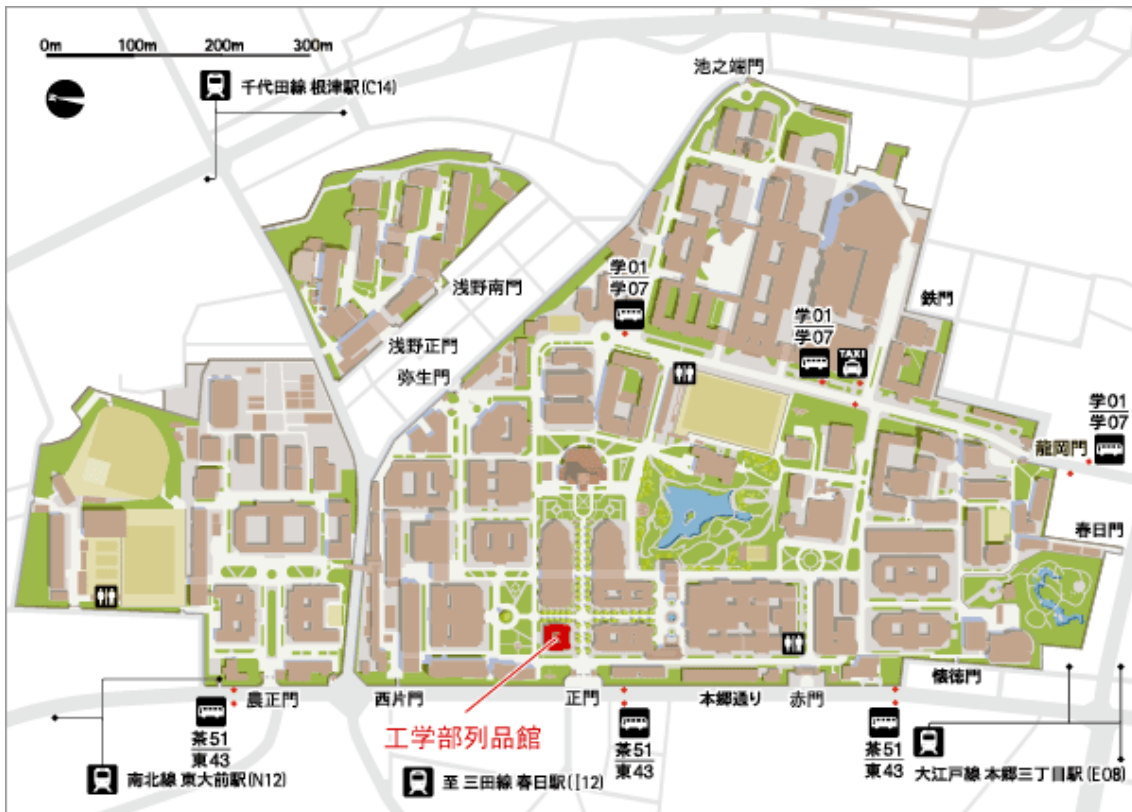 0m 100m 200m 300m
千代田線 根津駅(C14)
池之端門
浅野南門
学01
学07
学01
学07
TAXI
鉄門
浅野正門
弥生門
学01
学07
龍岡門
春日門
農正門
西片門
正門
本郷通り
赤門
懐徳門
茶51
東43
工学部列品館
茶51
東43
茶51
東43
南北線 東大前駅(N12)
至 三田線 春日駅(I12)
大江戸線 本郷三丁目駅(E08)